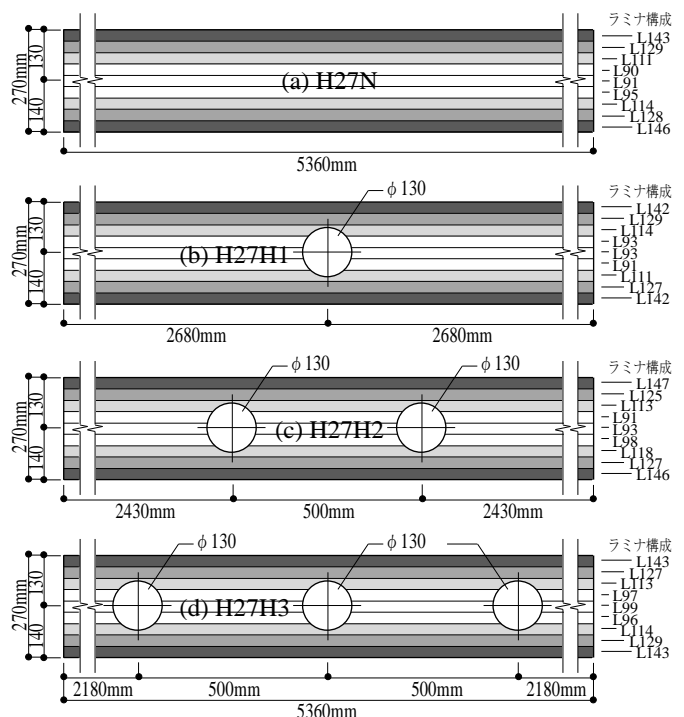 ラミナ構成
L143
L129
L111
L90
L91
L95
L114
L128
L146
270mm
130
140
(a) H27N
5360mm
φ130
ラミナ構成
L142
L129
L114
L93
L93
L91
L111
L127
L142
270mm
130
140
(b) H27H1
2680mm
2680mm
φ130
φ130
ラミナ構成
L147
L125
L113
L91
L93
L98
L118
L127
L146
270mm
130
140
(c) H27H2
2430mm
500mm
2430mm
φ130
φ130
ラミナ構成
L143
L127
L113
L97
L99
L96
L114
L129
L143
270mm
130
140
(d) H27H3
2180mm
500mm
500mm
2180mm
5360mm